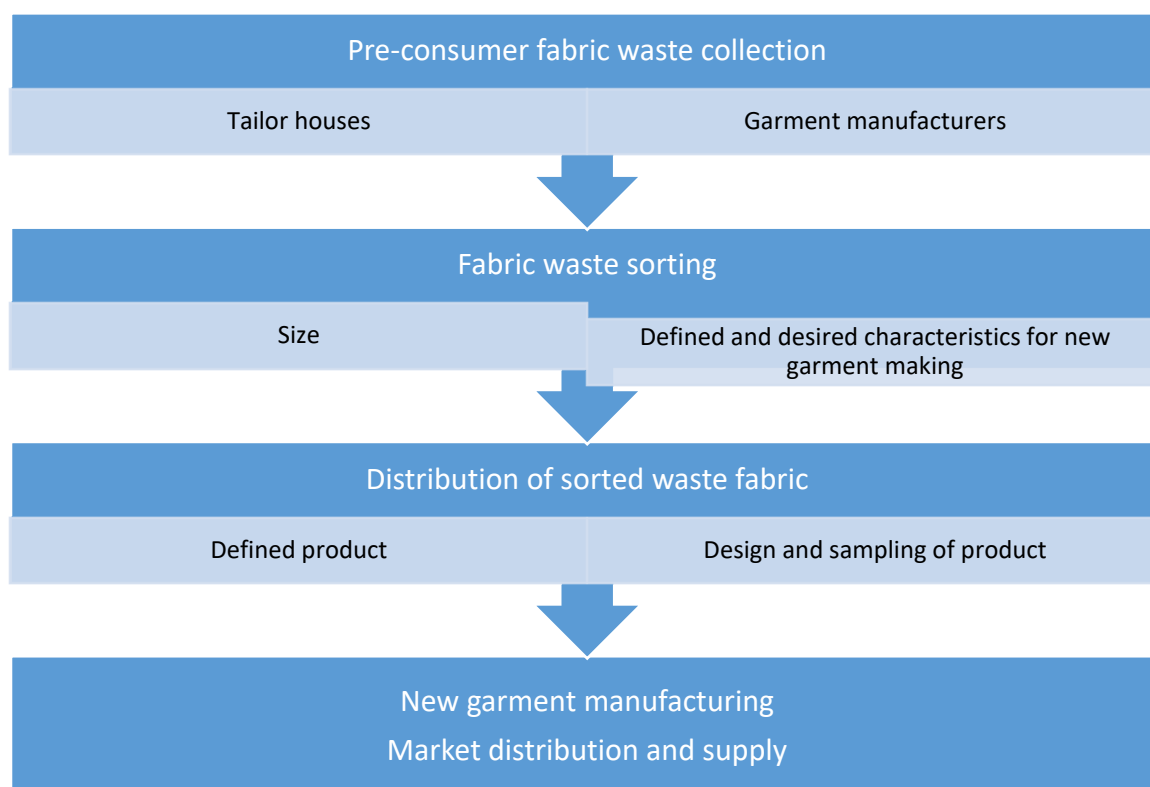 Pre-consumer fabric waste collection
Tailor houses
Garment manufacturers
Fabric waste sorting
Size
Defined and desired characteristics for new
garment making
Distribution of sorted waste fabric
Defined product
Design and sampling of product
New garment manufacturing
Market distribution and supply